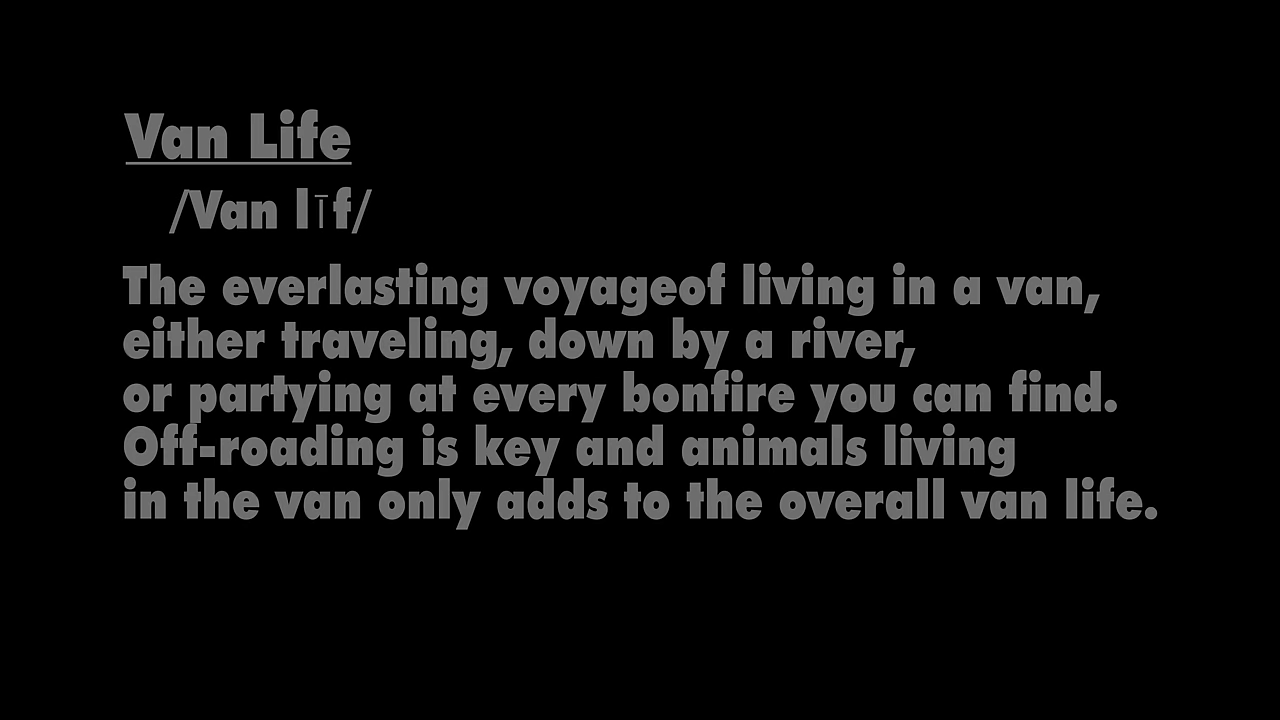 Van Life
/Van līf/
The everlasting voyageof living in a van,
either traveling, down by a river,
or partying at every bonfire you can find.
Off-roading is key and animals living
in the van only adds to the overall van life.